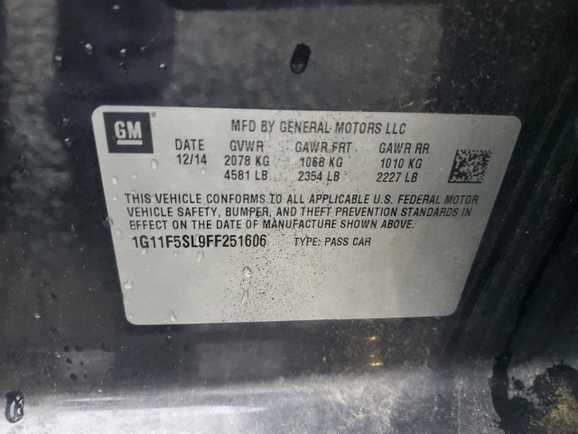 GM
MFD BY GENERAL MOTORS LLC
DATE GVWR GAWR FRT GAWR RR
12/14 2078 KG 1068 KG 1010 KG
4581 LB 2354 LB 2227 LB
THIS VEHICLE CONFORMS TO ALL APPLICABLE U.S. FEDERAL MOTOR
VEHICLE SAFETY, BUMPER, AND THEFT PREVENTION STANDARDS IN
EFFECT ON THE DATE OF MANUFACTURE SHOWN ABOVE.
1G11F5SL9FF251606 TYPE: PASS CAR